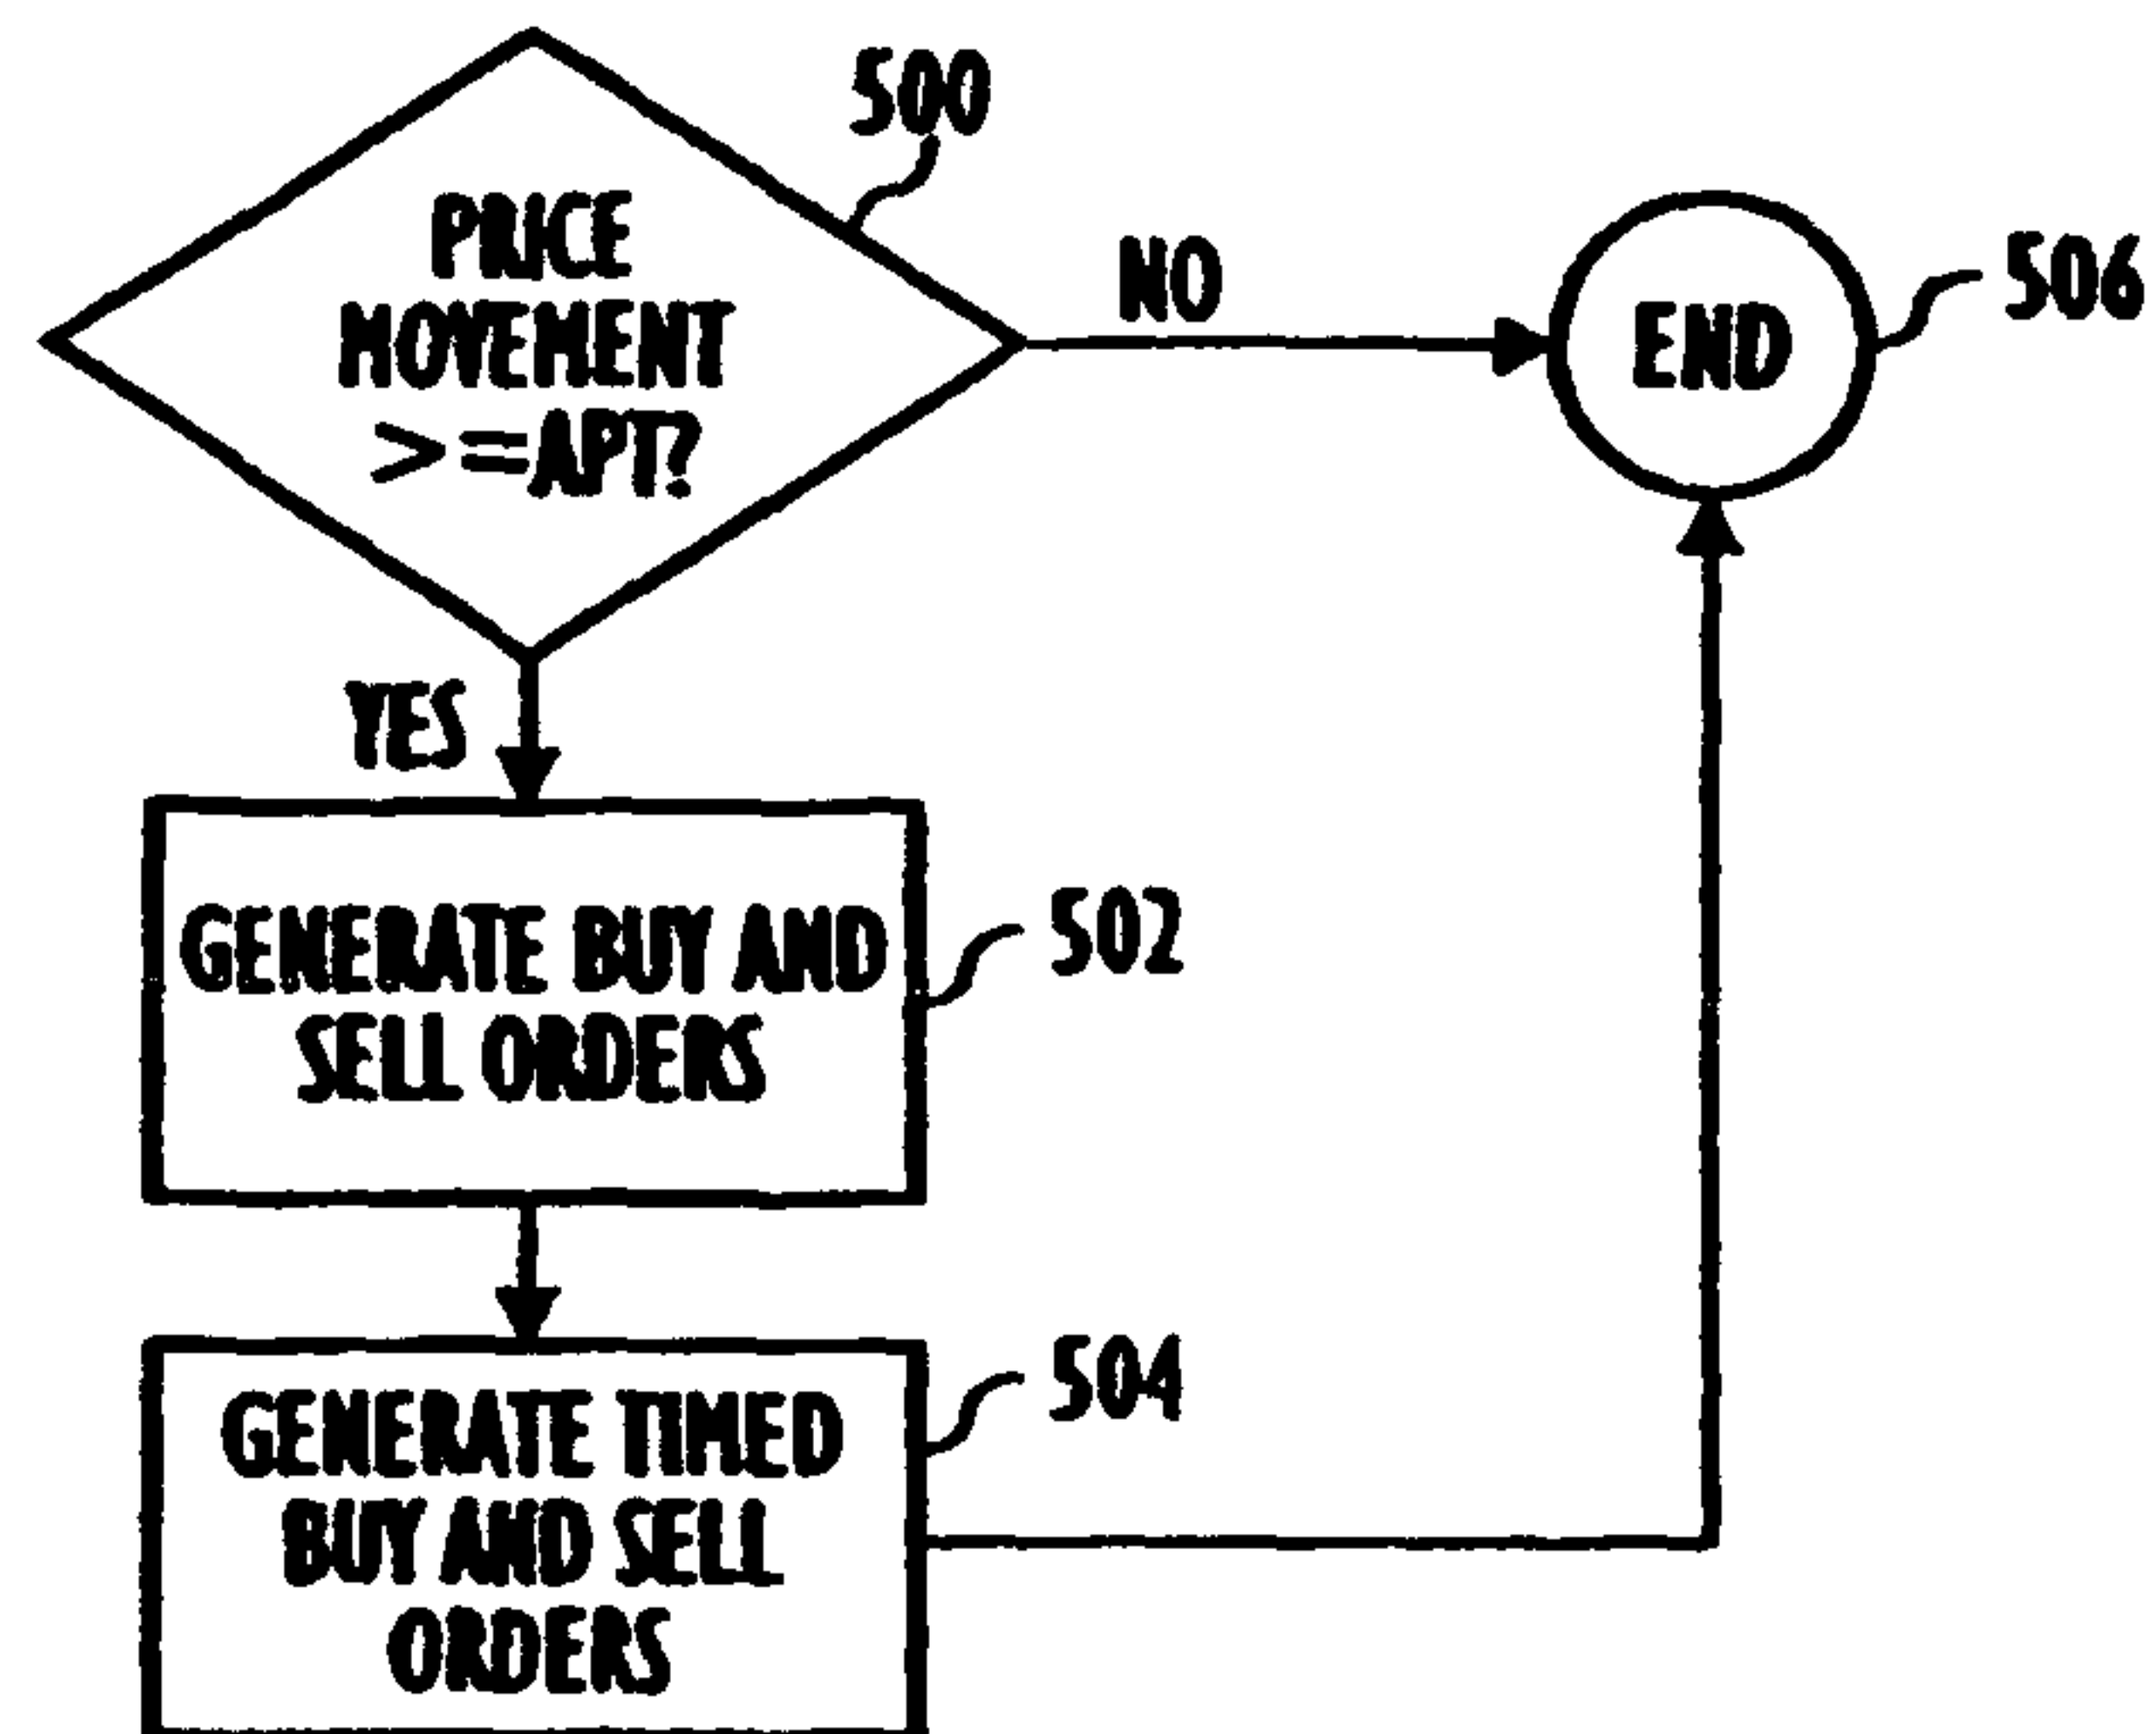 500
PRICE
MOVEMENT
>=APT?
NO
END
506
YES
GENERATE BUY AND
SELL ORDERS
502
GENERATE TIMED
BUY AND SELL
ORDERS
504